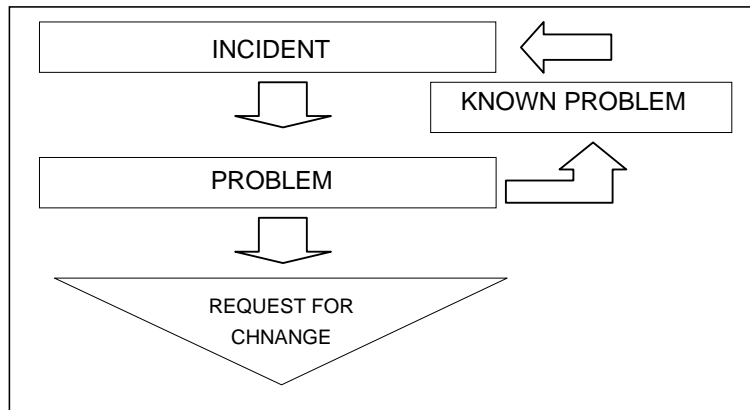 INCIDENT
KNOWN PROBLEM
PROBLEM
REQUEST FOR
CHNANGE